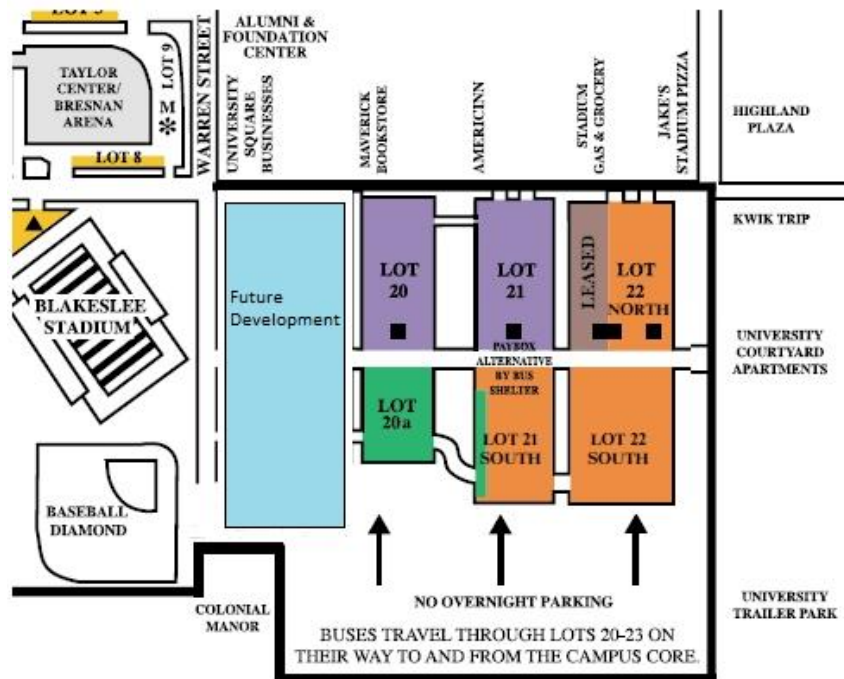 LOT 5
TAYLOR
CENTER/
BRESNAN
ARENA
LOT 9
M
LOT 8
WARREN STREET
ALUMNI &
FOUNDATION
CENTER
UNIVERSITY
SQUARE
BUSINESSES
MAVERICK
BOOKSTORE
AMERICINN
STADIUM
GAS & GROCERY
JAKE'S
STADIUM PIZZA
HIGHLAND
PLAZA
KWIK TRIP
BLAKESLEE
STADIUM
Future
Development
LOT
20
LOT
21
LEASED
LOT
22
NORTH
PAYBOX
ALTERNATIVE
BY BUS
SHELTER
UNIVERSITY
COURTYARD
APARTMENTS
LOT
20a
LOT 21
SOUTH
LOT 22
SOUTH
BASEBALL
DIAMOND
COLONIAL
MANOR
NO OVERNIGHT PARKING
BUSES TRAVEL THROUGH LOTS 20-23 ON
THEIR WAY TO AND FROM THE CAMPUS CORE.
UNIVERSITY
TRAILER PARK